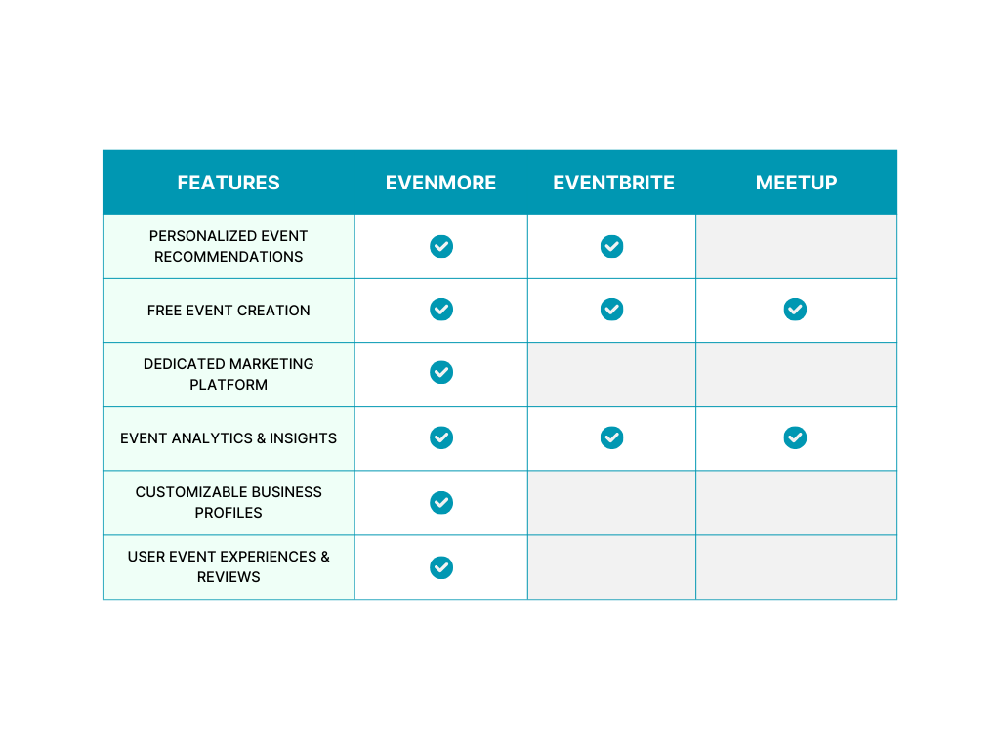 FEATURES EVENMORE EVENTBRITE MEETUP
PERSONALIZED EVENT
RECOMMENDATIONS
FREE EVENT CREATION
DEDICATED MARKETING
PLATFORM
EVENT ANALYTICS & INSIGHTS
CUSTOMIZABLE BUSINESS
PROFILES
USER EVENT EXPERIENCES &
REVIEWS